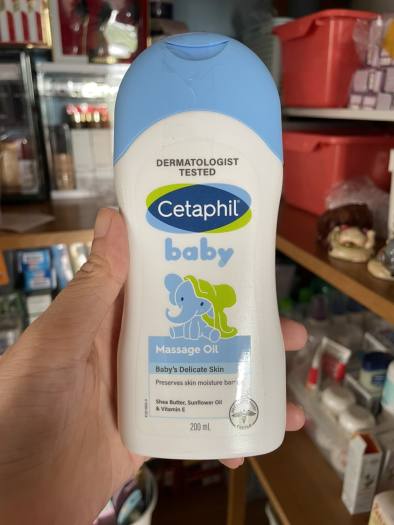 DERMATOLOGIST
TESTED
Cetaphil
baby
Massage Oil
Baby's Delicate Skin
Preserves skin moisture barrier
Shea Butter, Sunflower Oil
& Vitamin E
200 mL